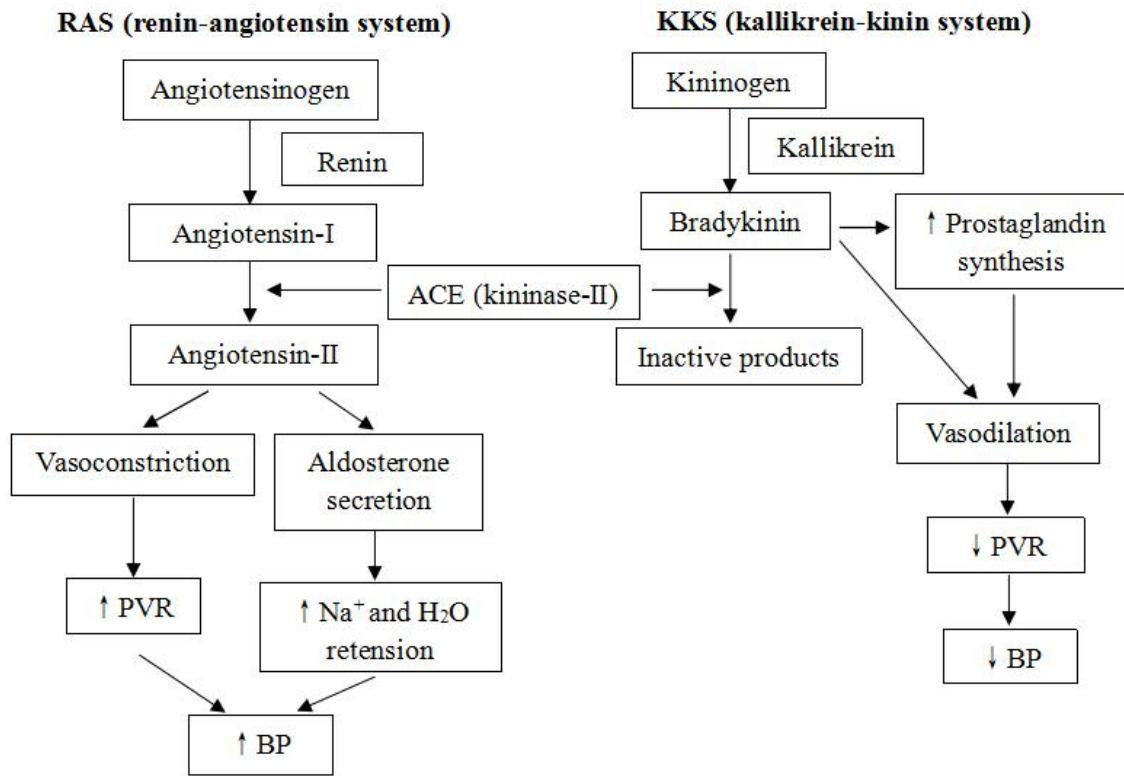 RAS (renin-angiotensin system)
KKS (kallikrein-kinin system)
Angiotensinogen
Renin
Angiotensin-I
ACE (kininase-II)
Angiotensin-II
Vasoconstriction
Aldosterone
secretion
↑ PVR
↑ Na⁺ and H₂O
retension
↑ BP
Kininogen
Kallikrein
Bradykinin
↑ Prostaglandin
synthesis
Inactive products
Vasodilation
↓ PVR
↓ BP